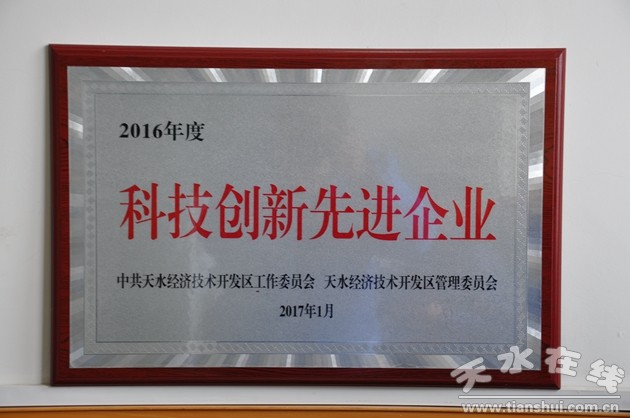 2016年度
科技创新先进企业
中共天水经济技术开发区工作委员会 天水经济技术开发区管理委员会
2017年1月
天水在线
www.tianshui.com.cn